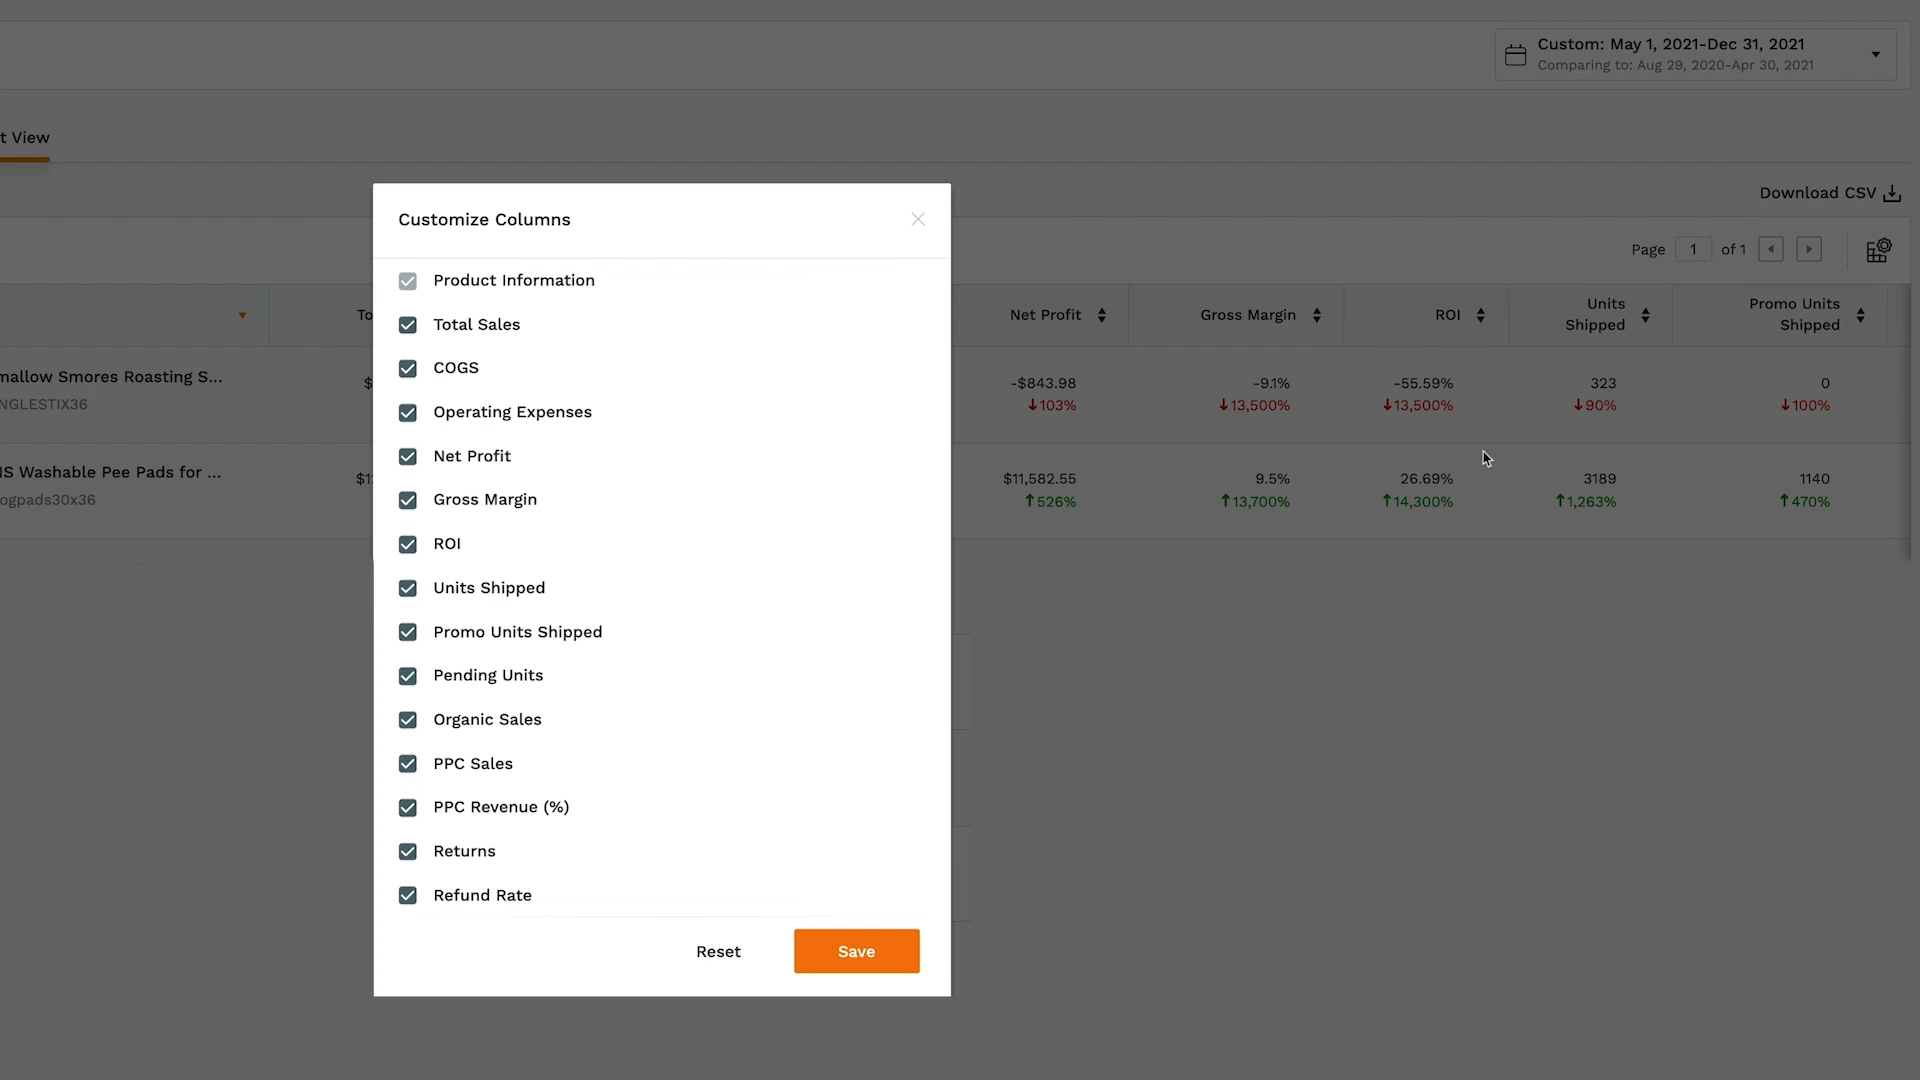 Custom: May 1, 2021-Dec 31, 2021
Comparing to: Aug 29, 2020-Apr 30, 2021
t View
Download CSV
Page 1 of 1
To
Net Profit
Gross Margin
ROI
Units Shipped
Promo Units Shipped
mallow Smores Roasting S...
NGLESTIX36
$
-$843.98
↓103%
-9.1%
↓13,500%
-55.59%
↓13,500%
323
↓90%
0
↓100%
NS Washable Pee Pads for ...
ogpads30x36
$1
$11,582.55
↑526%
9.5%
↑13,700%
26.69%
↑14,300%
3189
↑1,263%
1140
↑470%
Customize Columns
Product Information
Total Sales
COGS
Operating Expenses
Net Profit
Gross Margin
ROI
Units Shipped
Promo Units Shipped
Pending Units
Organic Sales
PPC Sales
PPC Revenue (%)
Returns
Refund Rate
Reset
Save